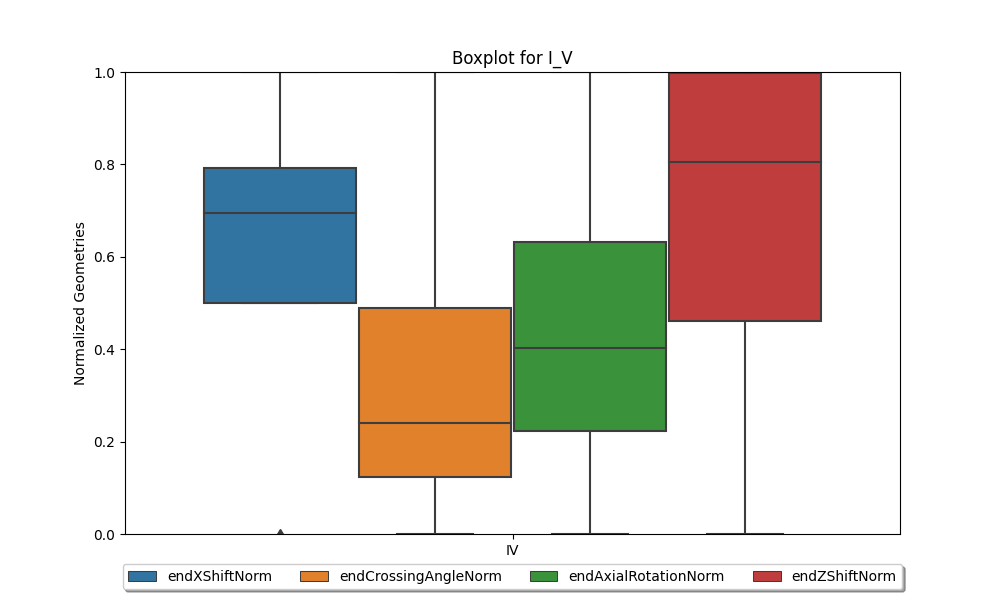 Boxplot for I_V
1.0
0.8
0.6
0.4
0.2
0.0
Normalized Geometries
IV
endXShiftNorm endCrossingAngleNorm endAxialRotationNorm endZShiftNorm